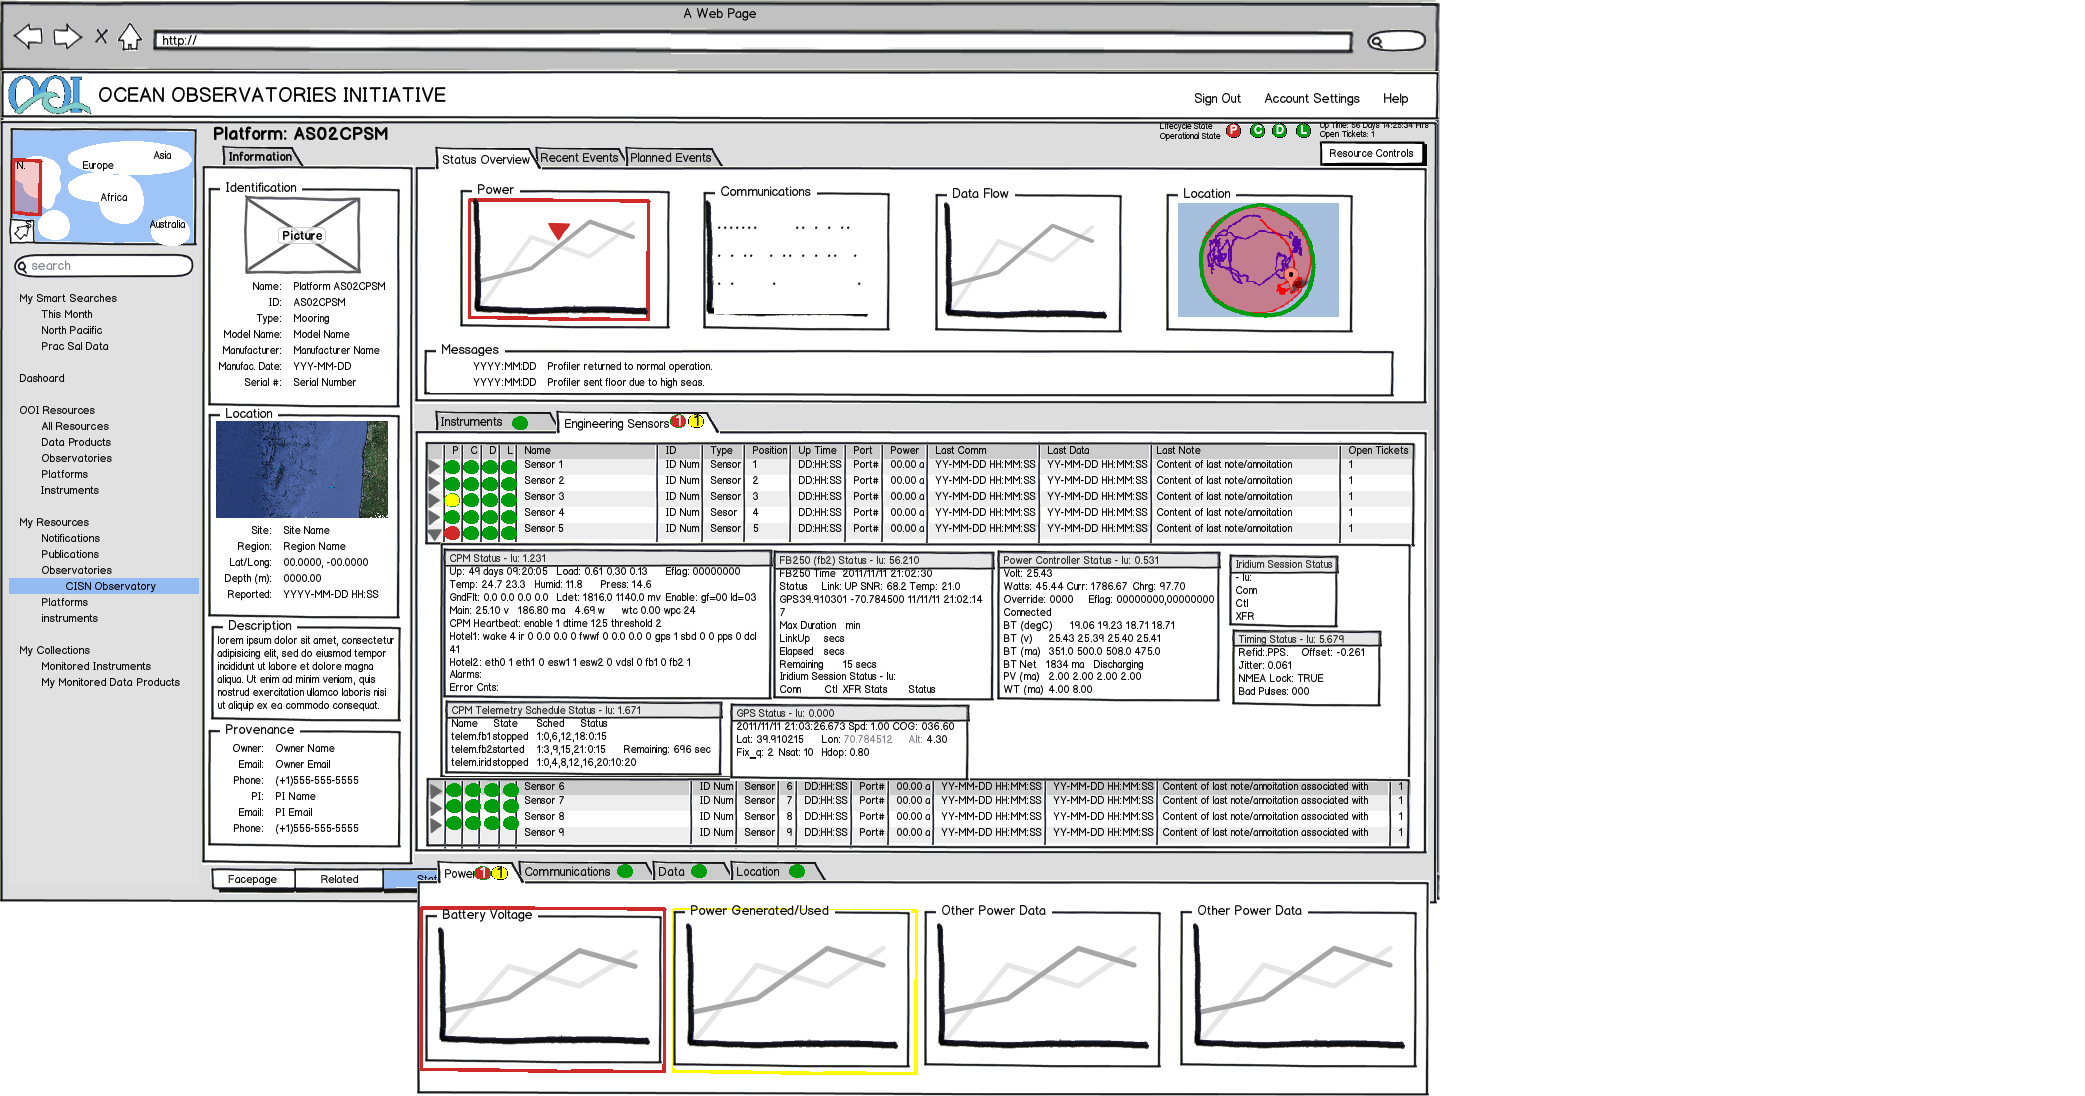 A Web Page
http://
OOI OCEAN OBSERVATORIES INITIATIVE
Sign Out Account Settings Help
N.
Europe
Asia
Africa
Australia
search
My Smart Searches
This Month
North Pacific
Prac Sal Data
Dashoard
OOI Resources
All Resources
Data Products
Observatories
Platforms
Instruments
My Resources
Notifications
Publications
Observatories
CISN Observatory
Platforms
instruments
My Collections
Monitored Instruments
My Monitored Data Products
Platform: AS02CPSM
Lifecycle State
Operational State
P C D L
Up Time: 56 Days 14:25:34 Hrs
Open Tickets: 1
Resource Controls
Information
Identification
Picture
Name: Platform AS02CPSM
ID: AS02CPSM
Type: Mooring
Model Name: Model Name
Manufacturer: Manufacturer Name
Manufac. Date: YYY-MM-DD
Serial #: Serial Number
Location
Site: Site Name
Region: Region Name
Lat/Long: 00.0000, -00.0000
Depth (m): 0000.00
Reported: YYYY-MM-DD HH:SS
Description
lorem ipsum dolor sit amet, consectetur
adipisicing elit, sed do eiusmod tempor
incididunt ut labore et dolore magna
aliqua. Ut enim ad minim veniam, quis
nostrud exercitation ullamco laboris nisi
ut aliquip ex ea commodo consequat.
Provenance
Owner: Owner Name
Email: Owner Email
Phone: (+1)555-555-5555
PI: PI Name
Email: PI Email
Phone: (+1)555-555-5555
Facepage Related
Status Overview Recent Events Planned Events
Power
Communications
Data Flow
Location
Messages
YYYY:MM:DD Profiler returned to normal operation.
YYYY:MM:DD Profiler sent floor due to high seas.
Instruments Engineering Sensors 1 1
P C D L Name ID Type Position Up Time Port Power Last Comm Last Data Last Note Open Tickets
Sensor 1 ID Num Sensor 1 DD:HH:SS Port# 00.00 a YY-MM-DD HH:MM:SS YY-MM-DD HH:MM:SS Content of last note/annoitation 1
Sensor 2 ID Num Sensor 2 DD:HH:SS Port# 00.00 a YY-MM-DD HH:MM:SS YY-MM-DD HH:MM:SS Content of last note/annoitation 1
Sensor 3 ID Num Sensor 3 DD:HH:SS Port# 00.00 a YY-MM-DD HH:MM:SS YY-MM-DD HH:MM:SS Content of last note/annoitation 1
Sensor 4 ID Num Sesor 4 DD:HH:SS Port# 00.00 a YY-MM-DD HH:MM:SS YY-MM-DD HH:MM:SS Content of last note/annoitation 1
Sensor 5 ID Num Sensor 5 DD:HH:SS Port# 00.00 a YY-MM-DD HH:MM:SS YY-MM-DD HH:MM:SS Content of last note/annoitation 1
CPM Status - lu: 1.231
Up: 49 days 09:20:05 Load: 0.61 0.30 0.13 Eflag: 00000000
Temp: 24.7 23.3 Humid: 11.8 Press: 14.6
GndFlt: 0.0 0.0 0.0 0.0 Ldet: 1816.0 1140.0 mv Enable: gf=00 ld=03
Main: 25.10 v 186.80 ma 4.69 w wtc 0.00 wpc 24
CPM Heartbeat: enable 1 dtime 125 threshold 2
Hotel1: wake 4 ir 0 0.0 0.0 0 fwwf 0 0.0 0.0 0 gps 1 sbd 0 0 pps 0 dcl
41
Hotel2: eth0 1 eth1 0 esw1 1 esw2 0 vdsl 0 fb1 0 fb2 1
Alarms:
Error Cnts:
FB250 (fb2) Status - lu: 56.210
FB250 Time 2011/11/11 21:02:30
Status Link: UP SNR: 68.2 Temp: 21.0
GPS39.910301 -70.784500 11/11/11 21:02:14
7
Max Duration min
LinkUp secs
Elapsed secs
Remaining 15 secs
Iridium Session Status - lu:
Conn Ctl XFR Stats Status
Power Controller Status - lu: 0.531
Volt: 25.43
Watts: 45.44 Curr: 1786.67 Chrg: 97.70
Override: 0000 Eflag: 00000000,00000000
Connected
BT (degC) 19.06 19.23 18.71 18.71
BT (v) 25.43 25.39 25.40 25.41
BT (ma) 351.0 500.0 508.0 475.0
BT Net 1834 ma Discharging
PV (ma) 2.00 2.00 2.00 2.00
WT (ma) 4.00 8.00
Iridium Session Status
- lu:
Conn
Ctl
XFR
Timing Status - lu: 5.679
Refid:.PPS. Offset: -0.261
Jitter: 0.061
NMEA Lock: TRUE
Bad Pulses: 000
CPM Telemetry Schedule Status - lu: 1.671
Name State Sched Status
telem.fb1stopped 1:0,6,12,18:0:15
telem.fb2started 1:3,9,15,21:0:15 Remaining: 696 sec
telem.iridstopped 1:0,4,8,12,16,20:10:20
GPS Status - lu: 0.000
2011/11/11 21:03:26.673 Spd: 1.00 COG: 036.60
Lat: 39.910215 Lon: 70.784512 Alt: 4.30
Fix_q: 2 Nsat: 10 Hdop: 0.80
Sensor 6 ID Num Sensor 6 DD:HH:SS Port# 00.00 a YY-MM-DD HH:MM:SS YY-MM-DD HH:MM:SS Content of last note/annoitation associated with 1
Sensor 7 ID Num Sensor 7 DD:HH:SS Port# 00.00 a YY-MM-DD HH:MM:SS YY-MM-DD HH:MM:SS Content of last note/annoitation associated with 1
Sensor 8 ID Num Sensor 8 DD:HH:SS Port# 00.00 a YY-MM-DD HH:MM:SS YY-MM-DD HH:MM:SS Content of last note/annoitation associated with 1
Sensor 9 ID Num Sensor 9 DD:HH:SS Port# 00.00 a YY-MM-DD HH:MM:SS YY-MM-DD HH:MM:SS Content of last note/annoitation associated with 1
Power 1 1 Communications Data Location
Battery Voltage
Power Generated/Used
Other Power Data
Other Power Data